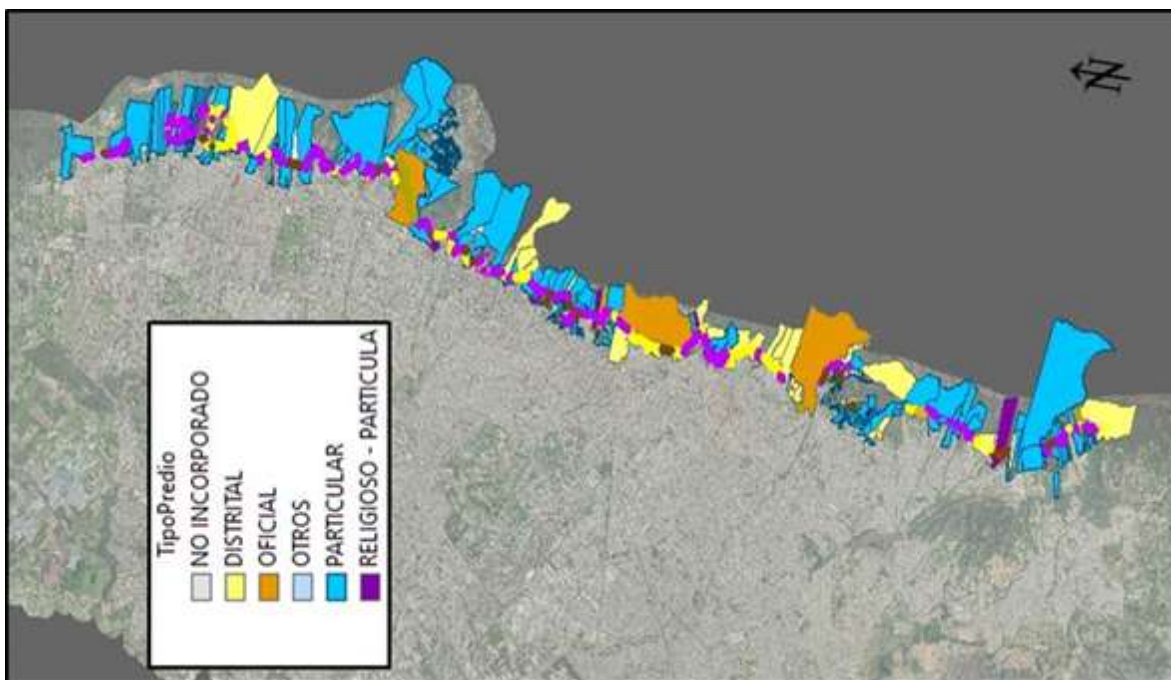 TipoPredio
NO INCORPORADO
DISTRITAL
OFICIAL
OTROS
PARTICULAR
RELIGIOSO - PARTICULA
N